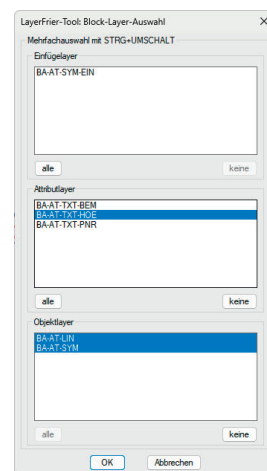 LayerFrier-Tool: Block-Layer-Auswahl
Mehrfachauswahl mit STRG+UMSCHALT
Einfügelayer
BA-AT-SYM-EIN
alle
keine
Attributlayer
BA-AT-TXT-BEM
BA-AT-TXT-HOE
BA-AT-TXT-PNR
alle
keine
Objektlayer
BA-AT-LIN
BA-AT-SYM
alle
keine
OK
Abbrechen